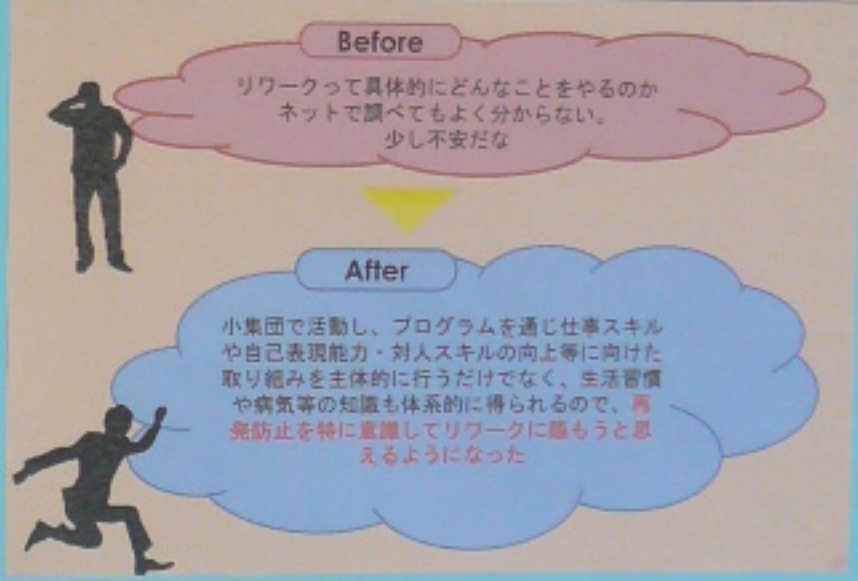 Before
リワークって具体的にどんなことをやるのか
ネットで調べてもよく分からない。
少し不安だな
After
小集団で活動し、プログラムを通じ仕事スキル
や自己表現能力・対人スキルの向上等に向けた
取り組みを主体的に行うだけでなく、生活習慣
や病気等の知識も体系的に得られるので、再
発防止を特に意識してリワークに臨もうと思
えるようになった